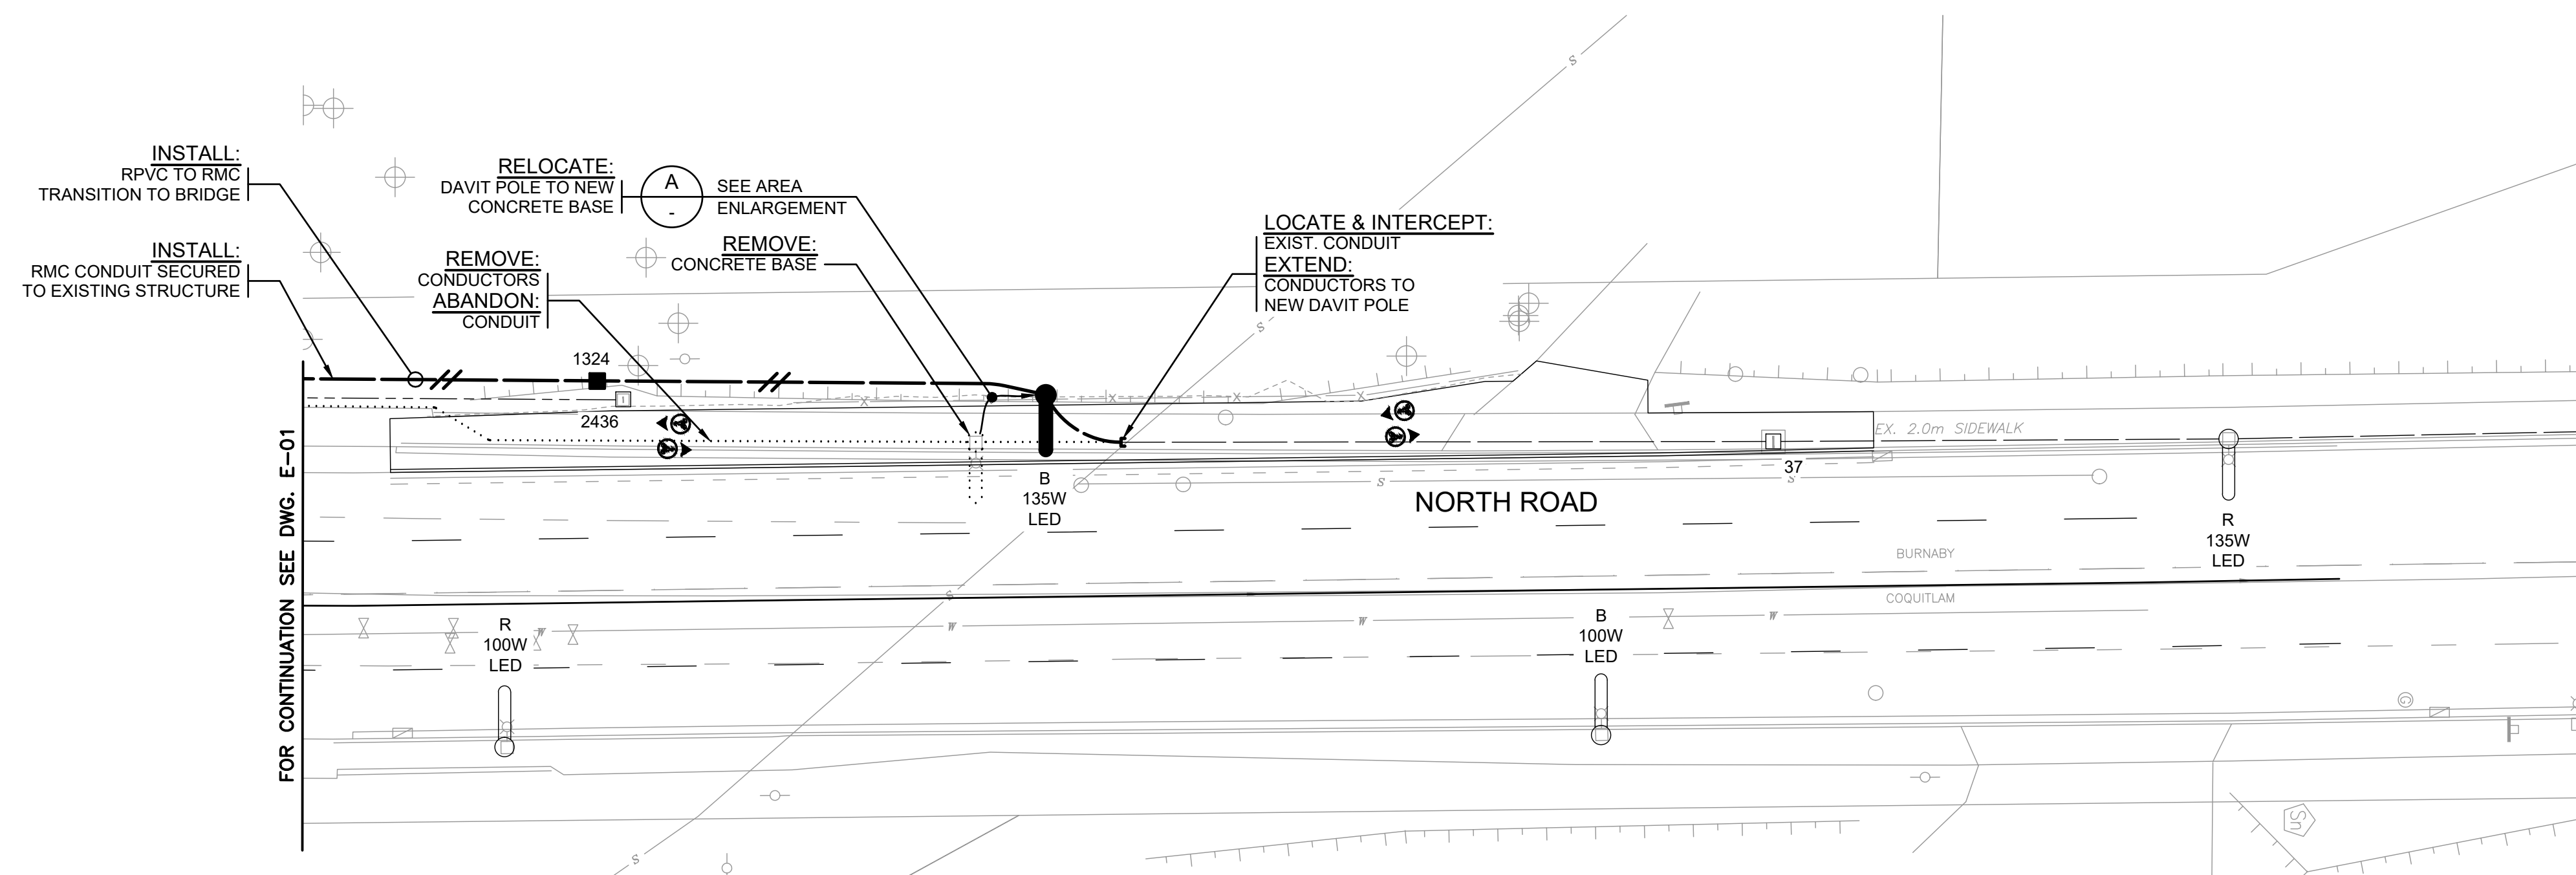 INSTALL:
RPVC TO RMC
TRANSITION TO BRIDGE
INSTALL:
RMC CONDUIT SECURED
TO EXISTING STRUCTURE
RELOCATE:
DAVIT POLE TO NEW
CONCRETE BASE
A
-
SEE AREA
ENLARGEMENT
REMOVE:
CONDUCTORS
ABANDON:
CONDUIT
REMOVE:
CONCRETE BASE
LOCATE & INTERCEPT:
EXIST. CONDUIT
EXTEND:
CONDUCTORS TO
NEW DAVIT POLE
S
S
1324
2436
EX. 2.0m SIDEWALK
37
X
X
X
X
S
S
B
135W
LED
NORTH ROAD
R
135W
LED
BURNABY
COQUITLAM
FOR CONTINUATION SEE DWG. E-01
S
W
W
W
W
R
100W
LED
B
100W
LED
G
Sn
S